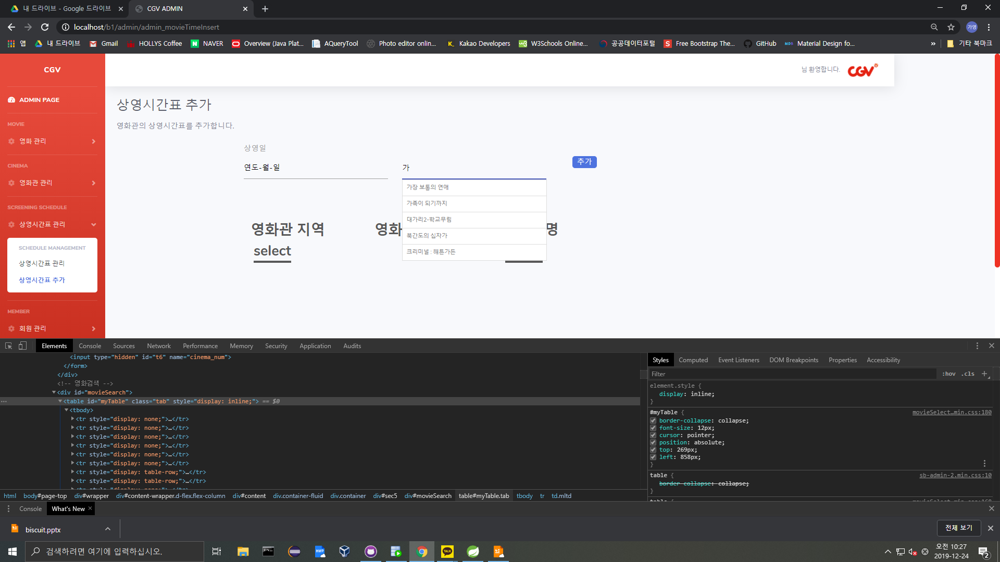 내 드라이브 - Google 드라이브
CGV ADMIN
localhost/b1/admin/admin_movieTimeInsert
가영
앱
내 드라이브
Gmail
HOLLYS Coffee
NAVER
Overview (Java Plat...
AQueryTool
Photo editor onlin...
Kakao Developers
W3Schools Online...
공공데이터포털
Free Bootstrap The...
GitHub
Material Design fo...
»
기타 북마크
CGV
님 환영합니다.
CGV
ADMIN PAGE
MOVIE
영화 관리
CINEMA
영화관 관리
SCREENING SCHEDULE
상영시간표 관리
SCHEDULE MANAGEMENT
상영시간표 관리
상영시간표 추가
MEMBER
회원 관리
상영시간표 추가
영화관의 상영시간표를 추가합니다.
상영일
연도-월-일
가
추가
가장 보통의 연애
가족이 되기까지
대가리2-학교무림
북간도의 십자가
크리미널 : 해튼가든
영화관 지역
영화
명
select
Elements Console Sources Network Performance Memory Security Application Audits
<input type="hidden" id="t6" name="cinema_num">
</form>
</div>
<!-- 영화검색 -->
<div id="movieSearch">
<table id="myTable" class="tab" style="display: inline;"> == $0
<tbody>
<tr style="display: none;">…</tr>
<tr style="display: none;">…</tr>
<tr style="display: none;">…</tr>
<tr style="display: none;">…</tr>
<tr style="display: none;">…</tr>
<tr style="display: none;">…</tr>
<tr style="display: table-row;">…</tr>
<tr style="display: table-row;">…</tr>
html body#page-top div#wrapper div#content-wrapper.d-flex.flex-column div#content div.container-fluid div.container div#sec5 div#movieSearch table#myTable.tab tbody tr td.mltd
Styles Computed Event Listeners DOM Breakpoints Properties Accessibility
Filter
:hov .cls +
element.style {
display: inline;
}
#myTable {
movieSelect…min.css:180
border-collapse: collapse;
font-size: 12px;
cursor: pointer;
position: absolute;
top: 269px;
left: 858px;
}
table {
sb-admin-2.min.css:10
border-collapse: collapse;
}
Console What's New
biscuit.pptx
전체 보기
검색하려면 여기에 입력하십시오.
HWP
TALK
오전 10:27
2019-12-24
2